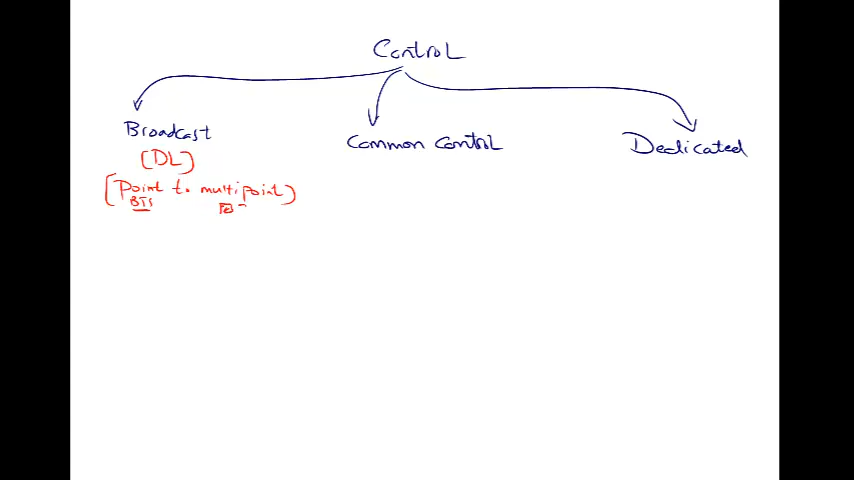 Control
Broadcast Common Control Dedicated
[DL]
[Point to multipoint)
BTS